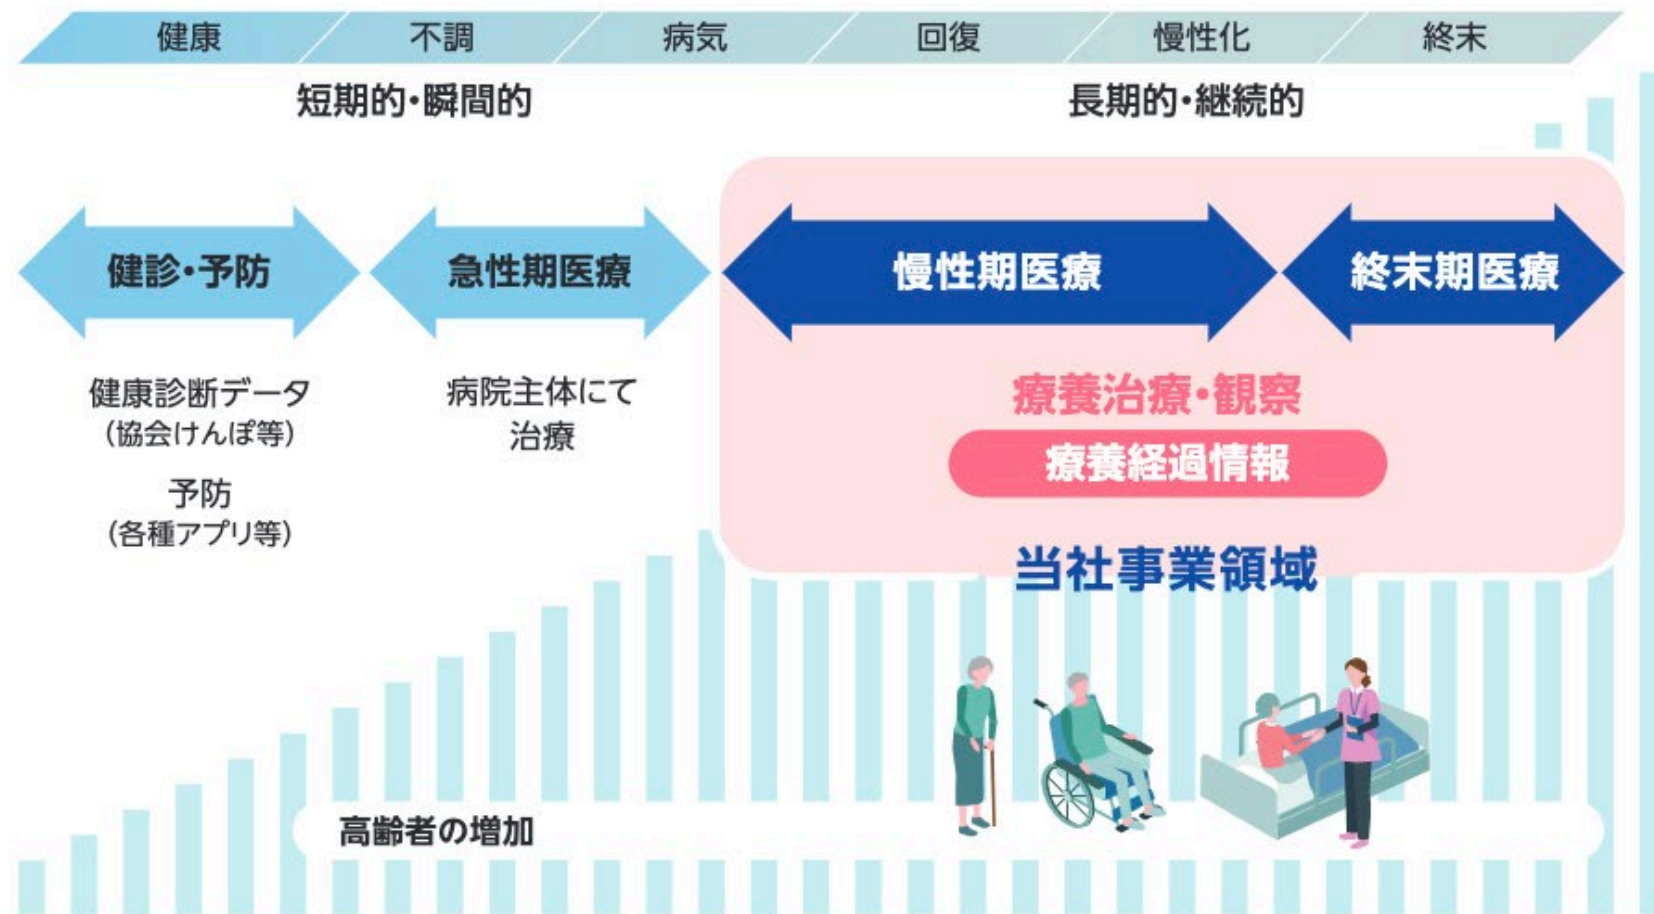 健康 不調 病気 回復 慢性化 終末
短期的・瞬間的 長期的・継続的
健診・予防 急性期医療 慢性期医療 終末期医療
健康診断データ
(協会けんぽ等)
予防
(各種アプリ等)
病院主体にて
治療
療養治療・観察
療養経過情報
当社事業領域
高齢者の増加